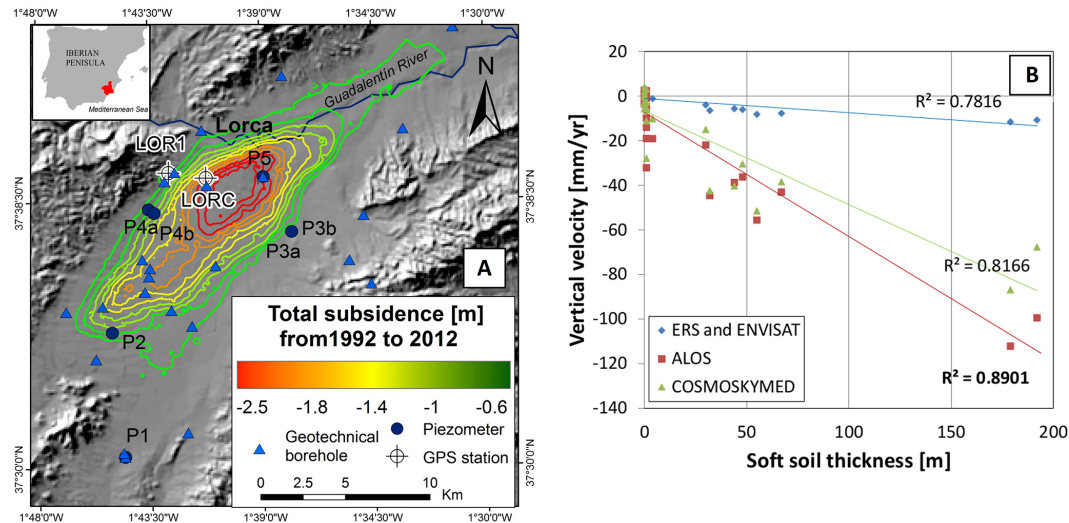 1°48'0"W 1°43'30"W 1°39'0"W 1°34'30"W 1°30'0"W
IBERIAN
PENINSULA
Mediterranean Sea
N
Guadalentín River
Lorca
LOR1
P5
LORC
37°38'30"N
37°38'30"N
P4a
P4b
P3b
P3a
A
P2
P1
37°30'0"N
37°30'0"N
Total subsidence [m]
from1992 to 2012
-2.5 -1.8 -1.4 -1 -0.6
Geotechnical
borehole
Piezometer
GPS station
0 2.5 5 10
Km
1°48'0"W 1°43'30"W 1°39'0"W 1°34'30"W 1°30'0"W
B
Vertical velocity [mm/yr]
20
0
-20
-40
-60
-80
-100
-120
-140
R² = 0.7816
R² = 0.8166
R² = 0.8901
ERS and ENVISAT
ALOS
COSMOSKYMED
0 50 100 150 200
Soft soil thickness [m]